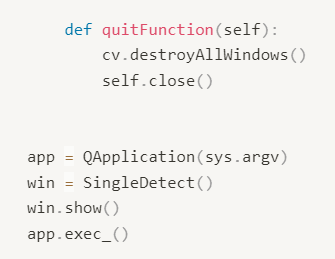 def quitFunction(self):
        cv.destroyAllWindows()
        self.close()


app = QApplication(sys.argv)
win = SingleDetect()
win.show()
app.exec_()